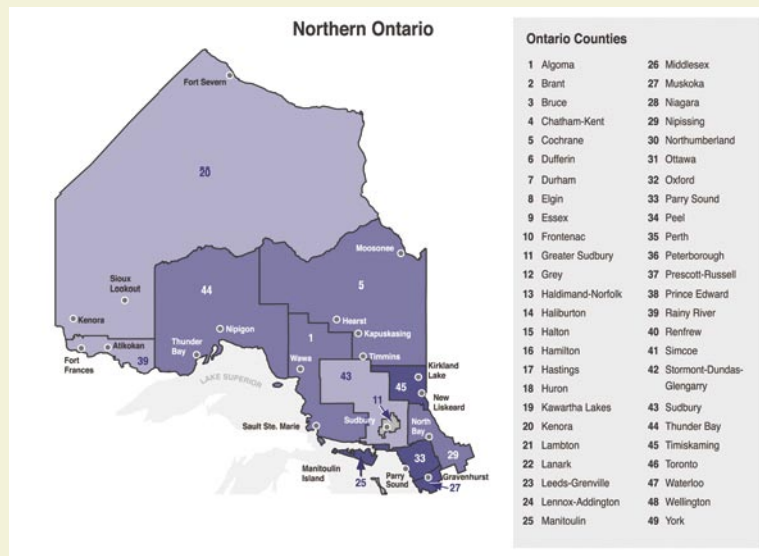 Northern Ontario
Fort Severn
20
Moosonee
Sioux
Lookout
44
5
Kenora
Nipigon
Hearst
1
Kapuskasing
Atikokan
Thunder
Bay
Fort
Frances
39
Timmins
Wawa
Kirkland
Lake
43
45
LAKE SUPERIOR
11
New
Liskeard
Sault Ste. Marie
Sudbury
North
Bay
33
29
Manitoulin
Island
25
Parry
Sound
Gravenhurst
27
Ontario Counties
1 Algoma
2 Brant
3 Bruce
4 Chatham-Kent
5 Cochrane
6 Dufferin
7 Durham
8 Elgin
9 Essex
10 Frontenac
11 Greater Sudbury
12 Grey
13 Haldimand-Norfolk
14 Haliburton
15 Halton
16 Hamilton
17 Hastings
18 Huron
19 Kawartha Lakes
20 Kenora
21 Lambton
22 Lanark
23 Leeds-Grenville
24 Lennox-Addington
25 Manitoulin
26 Middlesex
27 Muskoka
28 Niagara
29 Nipissing
30 Northumberland
31 Ottawa
32 Oxford
33 Parry Sound
34 Peel
35 Perth
36 Peterborough
37 Prescott-Russell
38 Prince Edward
39 Rainy River
40 Renfrew
41 Simcoe
42 Stormont-Dundas-
Glengarry
43 Sudbury
44 Thunder Bay
45 Timiskaming
46 Toronto
47 Waterloo
48 Wellington
49 York